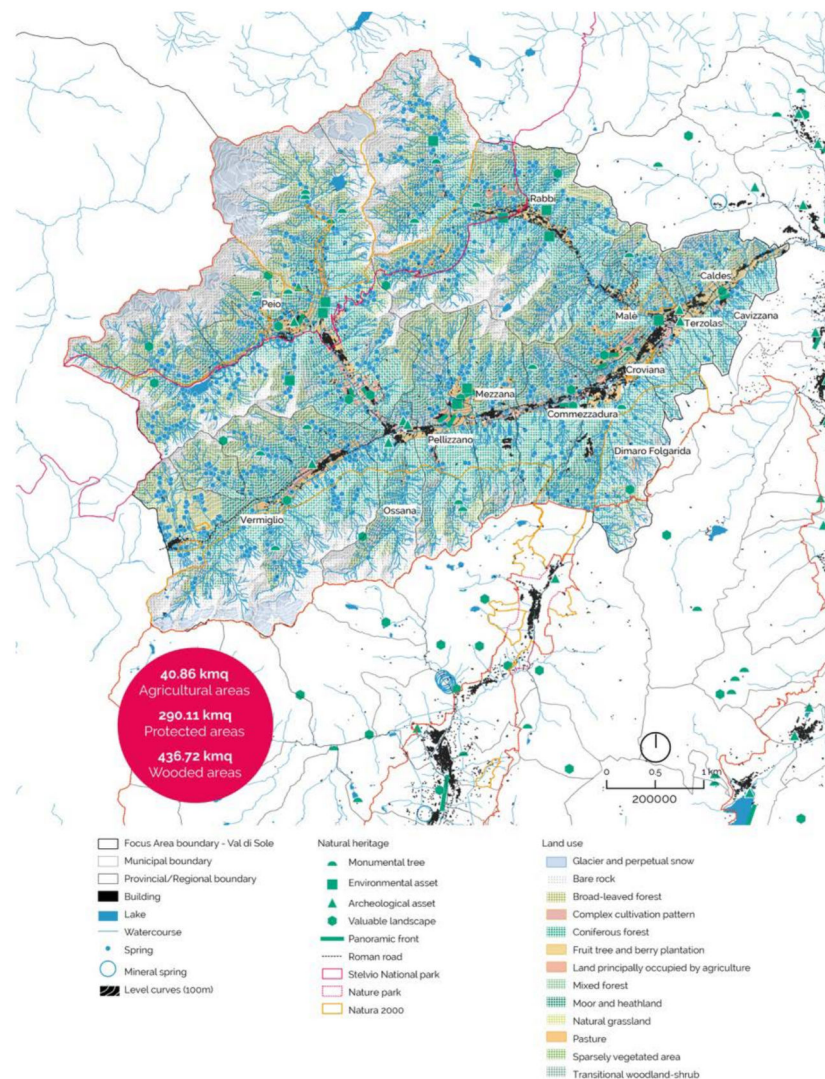 Rabbi
Caldes
Peio
Malè
Cavizzana
Terzolas
Croviana
Mezzana
Commezzadura
Pellizzano
Dimaro Folgarida
Ossana
Vermiglio
40.86 kmq
Agricultural areas
290.11 kmq
Protected areas
436.72 kmq
Wooded areas
0 0.5 1 km
200000
Focus Area boundary - Val di Sole
Municipal boundary
Provincial/Regional boundary
Building
Lake
Watercourse
Spring
Mineral spring
Level curves (100m)
Natural heritage
Monumental tree
Environmental asset
Archeological asset
Valuable landscape
Panoramic front
Roman road
Stelvio National park
Nature park
Natura 2000
Land use
Glacier and perpetual snow
Bare rock
Broad-leaved forest
Complex cultivation pattern
Coniferous forest
Fruit tree and berry plantation
Land principally occupied by agriculture
Mixed forest
Moor and heathland
Natural grassland
Pasture
Sparsely vegetated area
Transitional woodland-shrub